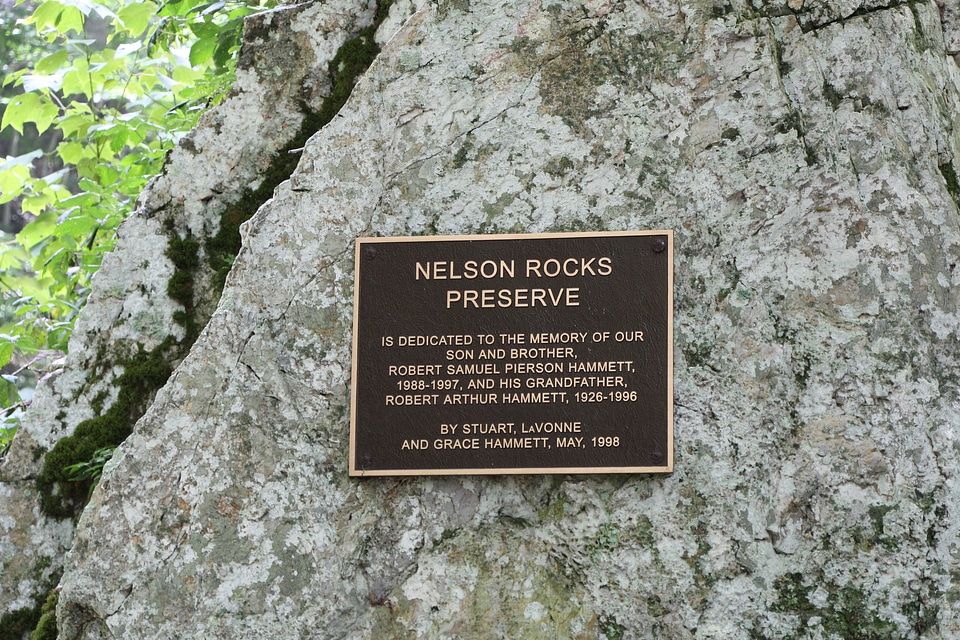 NELSON ROCKS
PRESERVE
IS DEDICATED TO THE MEMORY OF OUR
SON AND BROTHER,
ROBERT SAMUEL PIERSON HAMMETT,
1988-1997, AND HIS GRANDFATHER,
ROBERT ARTHUR HAMMETT, 1926-1996
BY STUART, LAVONNE
AND GRACE HAMMETT, MAY, 1998